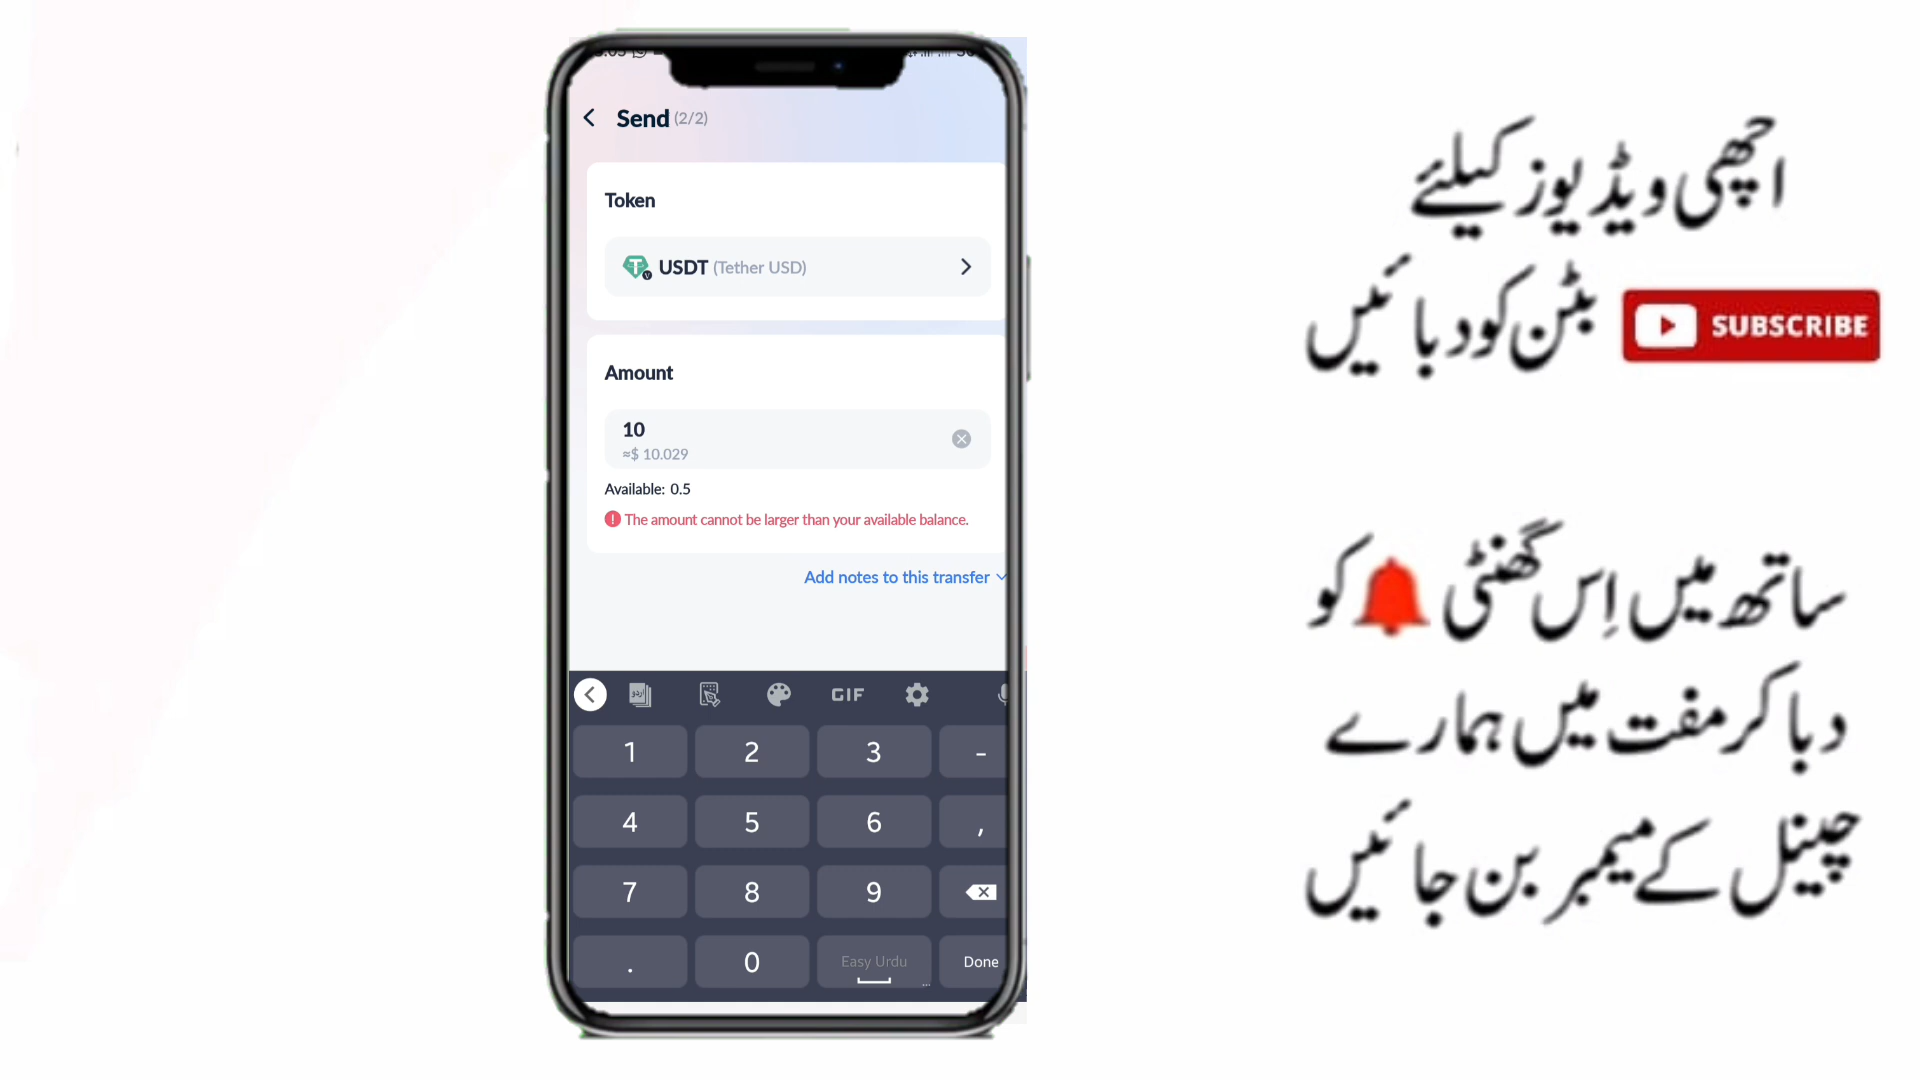 Send (2/2)
Token
USDT (Tether USD)
Amount
10
≈$ 10.029
Available: 0.5
The amount cannot be larger than your available balance.
Add notes to this transfer
اردو
GIF
1 2 3 -
4 5 6 ,
7 8 9
. 0 Easy Urdu Done
...
اچھی ویڈیوز کیلئے
SUBSCRIBE بٹن کو دبائیں
ساتھ میں اِس گھنٹی کو
دبا کر مفت میں ہمارے
چینل کے میمبر بن جائیں